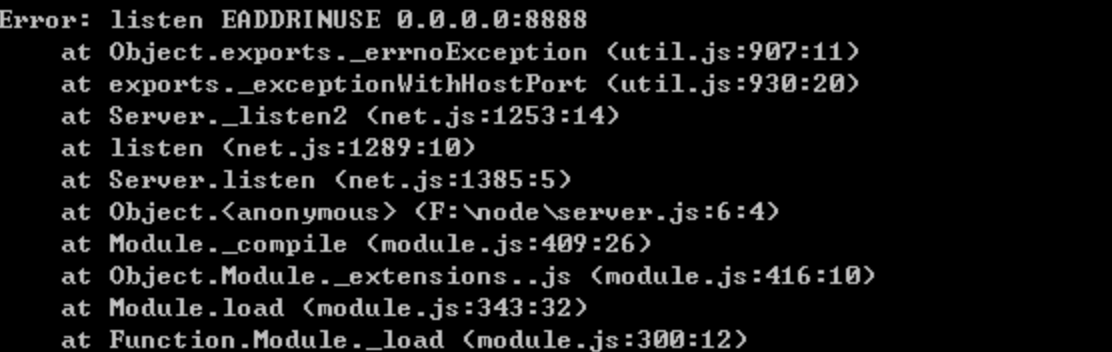 Error: listen EADDRINUSE 0.0.0.0:8888
    at Object.exports._errnoException (util.js:907:11)
    at exports._exceptionWithHostPort (util.js:930:20)
    at Server._listen2 (net.js:1253:14)
    at listen (net.js:1289:10)
    at Server.listen (net.js:1385:5)
    at Object.<anonymous> (F:\node\server.js:6:4)
    at Module._compile (module.js:409:26)
    at Object.Module._extensions..js (module.js:416:10)
    at Module.load (module.js:343:32)
    at Function.Module._load (module.js:300:12)